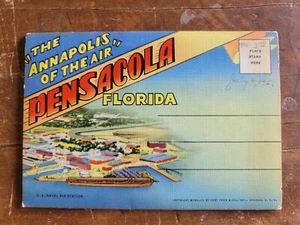 "THE
ANNAPOLIS"
OF THE AIR
PENSACOLA
FLORIDA
PLACE
STAMP
HERE
U. S. NAVAL AIR STATION